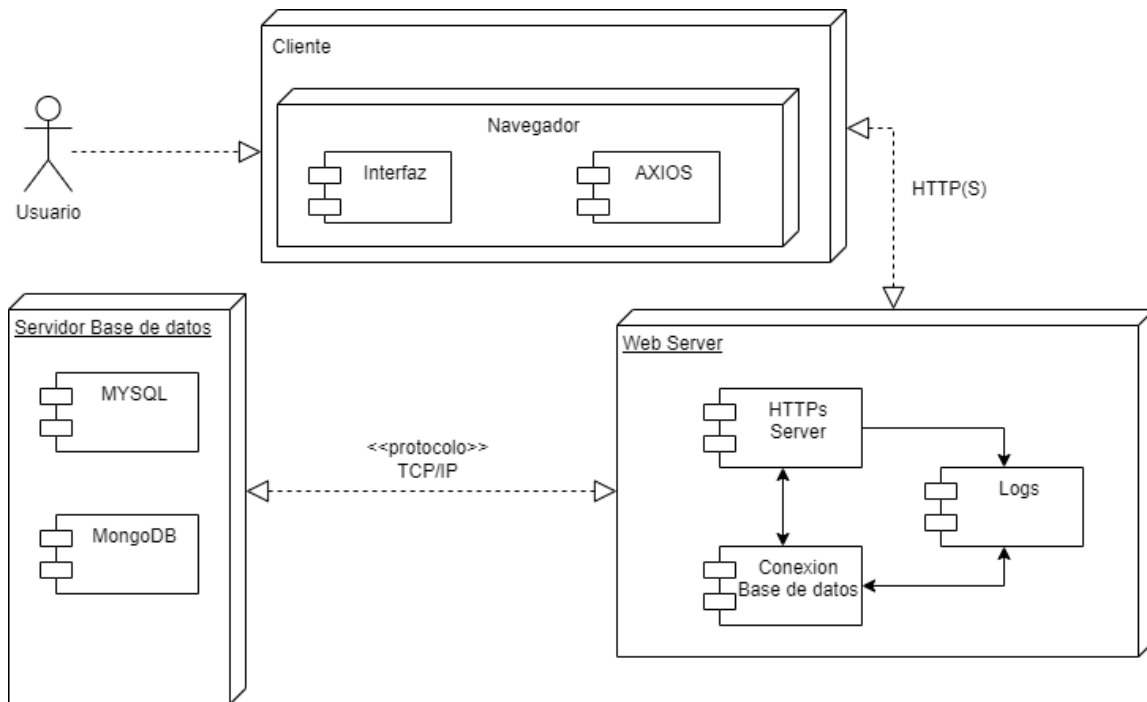 Cliente
Navegador
Interfaz
AXIOS
Usuario
HTTP(S)
Servidor Base de datos
MYSQL
MongoDB
<<protocolo>>
TCP/IP
Web Server
HTTPs
Server
Logs
Conexion
Base de datos